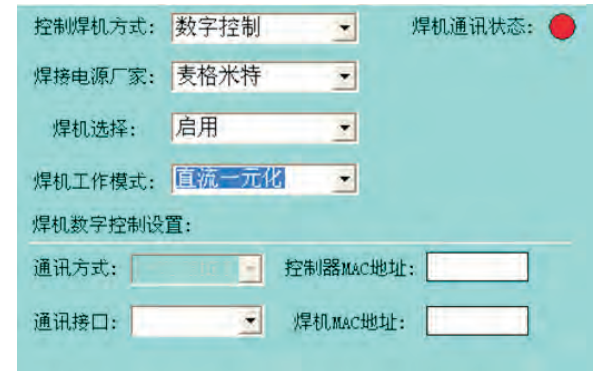 控制焊机方式: 数字控制 焊机通讯状态:
焊接电源厂家: 麦格米特
焊机选择: 启用
焊机工作模式: 直流一元化
焊机数字控制设置:
通讯方式: 控制器MAC地址:
通讯接口: 焊机MAC地址: